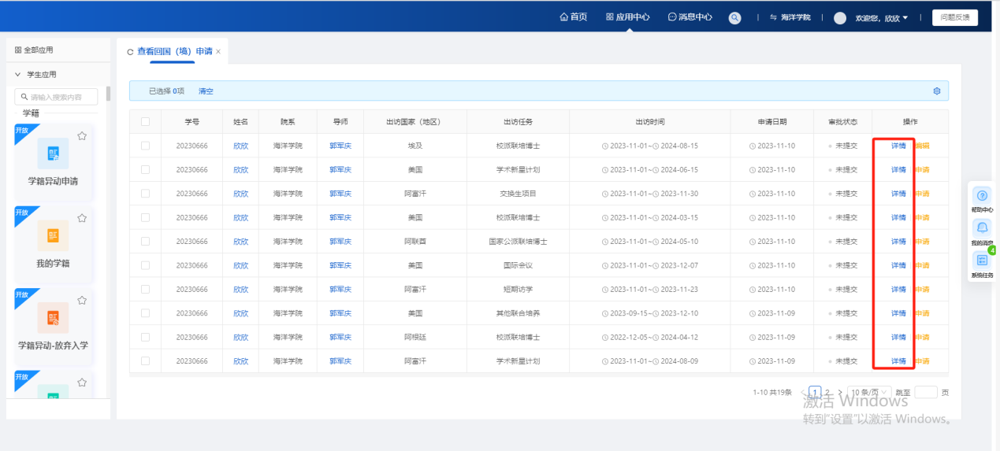 首页 应用中心 消息中心 海洋学院 欢迎您，欣欣 问题反馈
全部应用
查看回国（境）申请 ×
学生应用
请输入搜索内容
学籍
开放
学籍异动申请
开放
我的学籍
开放
学籍异动-放弃入学
开放
已选择 0项 清空
学号 姓名 院系 导师 出访国家（地区） 出访任务 出访时间 申请日期 审批状态 操作
20230666 欣欣 海洋学院 郭军庆 埃及 校派联培博士 2023-11-01~2024-08-15 2023-11-10 未提交 详情 编辑
20230666 欣欣 海洋学院 郭军庆 美国 学术新星计划 2023-11-01~2024-06-15 2023-11-10 未提交 详情 申请
20230666 欣欣 海洋学院 郭军庆 阿富汗 交换生项目 2023-11-01~2023-11-30 2023-11-10 未提交 详情 申请
20230666 欣欣 海洋学院 郭军庆 美国 校派联培博士 2023-11-01~2024-03-15 2023-11-10 未提交 详情 申请
20230666 欣欣 海洋学院 郭军庆 阿联酋 国家公派联培博士 2023-11-01~2024-05-10 2023-11-10 未提交 详情 申请
20230666 欣欣 海洋学院 郭军庆 美国 国际会议 2023-11-01~2023-12-07 2023-11-10 未提交 详情 申请
20230666 欣欣 海洋学院 郭军庆 阿富汗 短期访学 2023-11-01~2023-11-23 2023-11-10 未提交 详情 申请
20230666 欣欣 海洋学院 郭军庆 美国 其他联合培养 2023-09-15~2023-12-10 2023-11-09 未提交 详情 申请
20230666 欣欣 海洋学院 郭军庆 阿根廷 校派联培博士 2022-12-05~2024-04-12 2023-11-09 未提交 详情 申请
20230666 欣欣 海洋学院 郭军庆 阿富汗 学术新星计划 2023-11-01~2024-08-09 2023-11-09 未提交 详情 申请
1-10 共19条 < 1 2 > 10 条/页 跳至 页
帮助中心
我的消息
4
系统任务
激活 Windows
转到"设置"以激活 Windows。